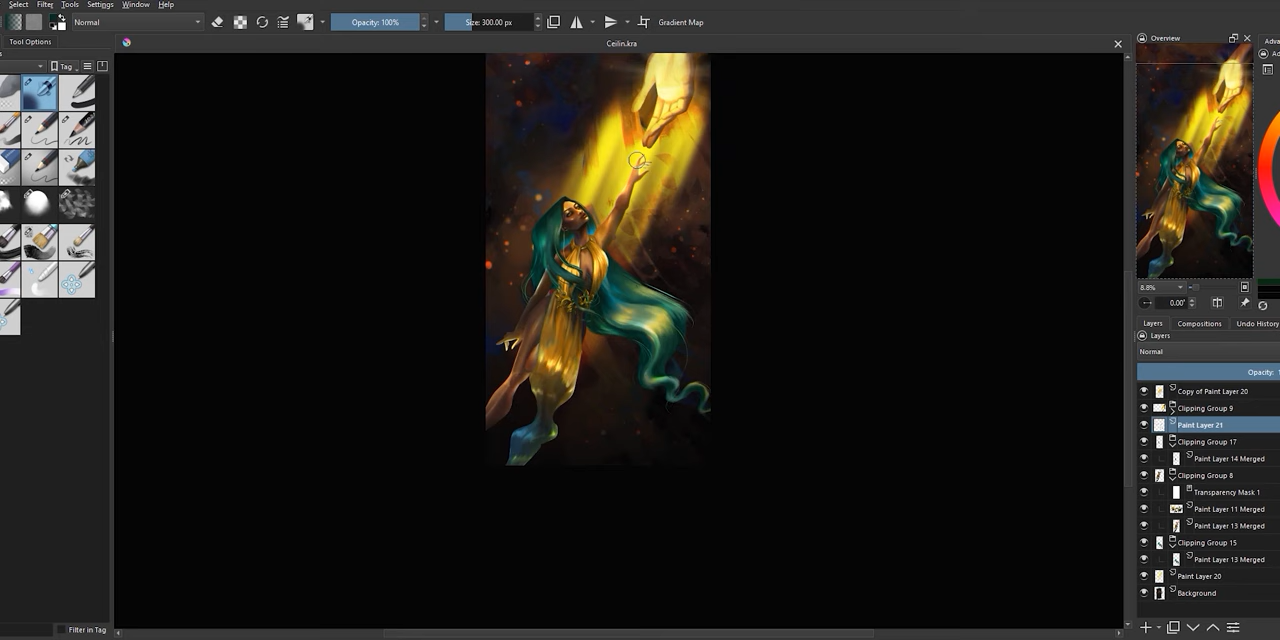 Select Filter Tools Settings Window Help
Normal Opacity: 100% Size: 300.00 px Gradient Map
Tool Options
Ceilin.kra
Overview
Tag
8.8%
0.00°
Layers Compositions Undo History
Layers
Normal
Opacity: 1
Copy of Paint Layer 20
Clipping Group 9
Paint Layer 21
Clipping Group 17
Paint Layer 14 Merged
Clipping Group 8
Transparency Mask 1
Paint Layer 11 Merged
Paint Layer 13 Merged
Clipping Group 15
Paint Layer 13 Merged
Paint Layer 20
Background
Filter in Tag